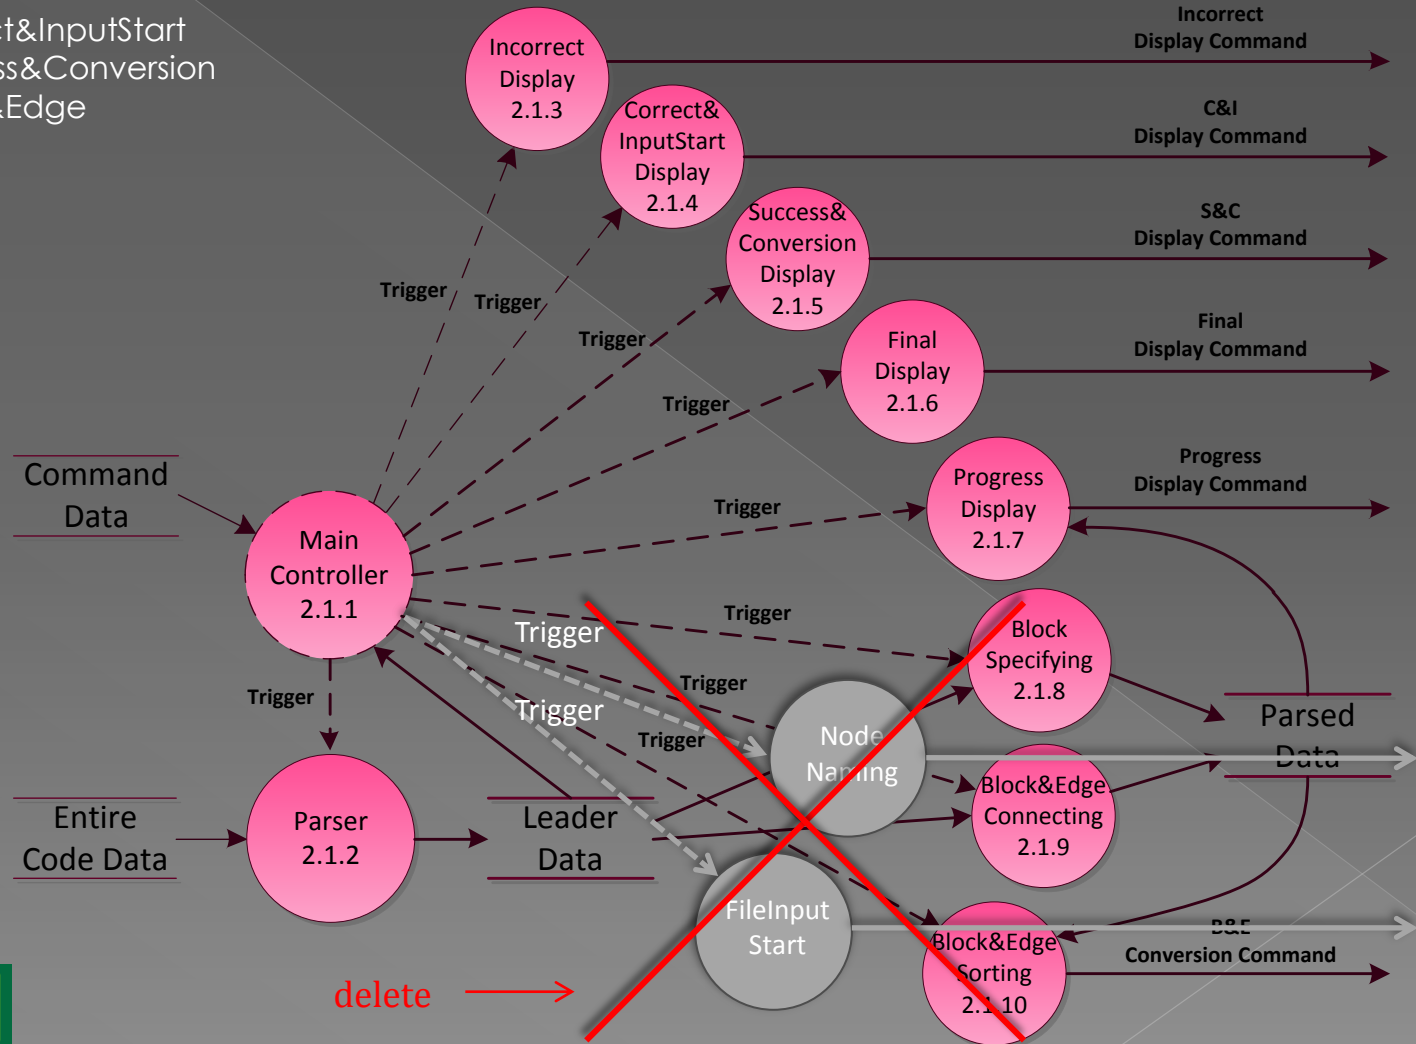 ct&InputStart
ss&Conversion
&Edge
Incorrect
Display
2.1.3
Incorrect
Display Command
Correct&
InputStart
Display
2.1.4
C&I
Display Command
Success&
Conversion
Display
2.1.5
S&C
Display Command
Trigger
Trigger
Trigger
Final
Display
2.1.6
Final
Display Command
Trigger
Command
Data
Progress
Display
2.1.7
Progress
Display Command
Trigger
Main
Controller
2.1.1
Trigger
Trigger
Block
Specifying
2.1.8
Trigger
Trigger
Trigger
Trigger
Node
Naming
Parsed
Data
Block&Edge
Connecting
2.1.9
Entire
Code Data
Parser
2.1.2
Leader
Data
FileInput
Start
Block&Edge
Sorting
2.1.10
B&E
Conversion Command
delete